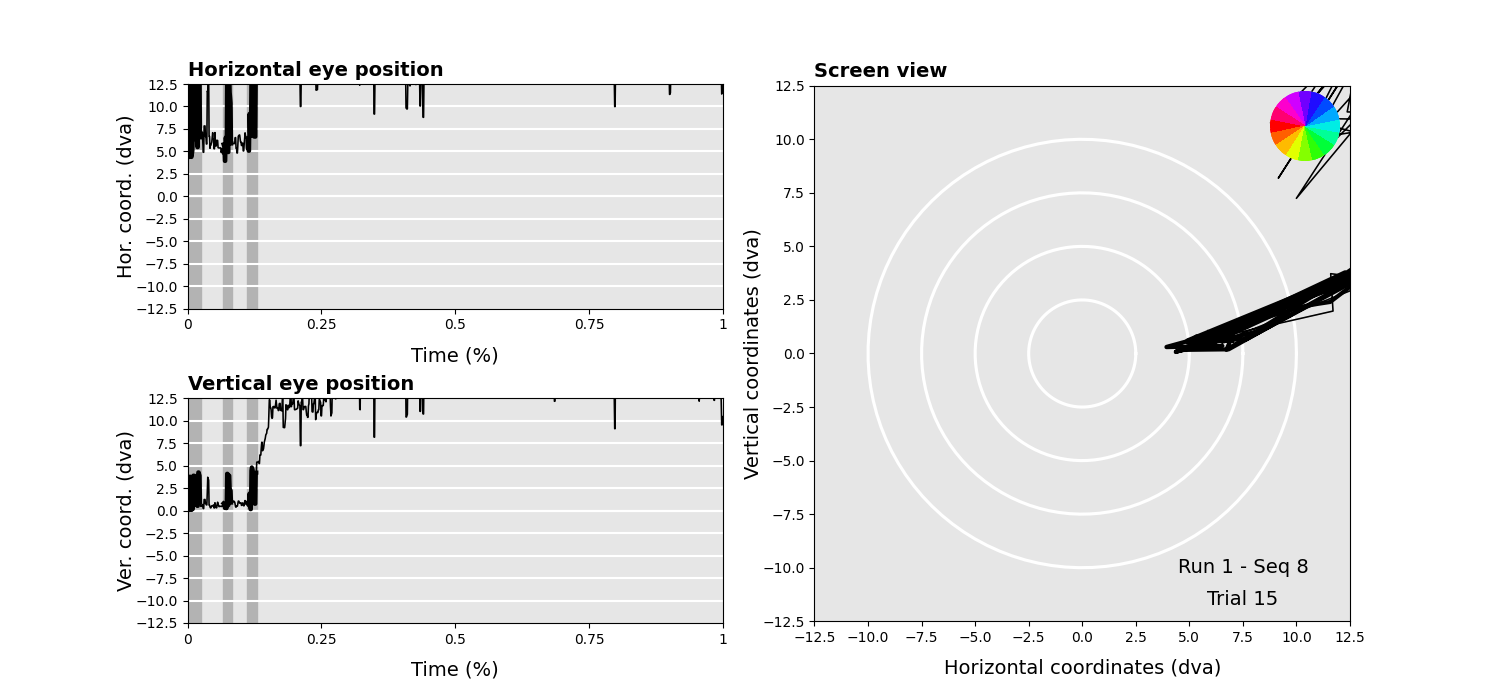 Horizontal eye position
12.5
10.0
7.5
5.0
2.5
0.0
−2.5
−5.0
−7.5
−10.0
−12.5
Hor. coord. (dva)
0 0.25 0.5 0.75 1
Time (%)
Vertical eye position
12.5
10.0
7.5
5.0
2.5
0.0
−2.5
−5.0
−7.5
−10.0
−12.5
Ver. coord. (dva)
0 0.25 0.5 0.75 1
Time (%)
Screen view
12.5
10.0
7.5
5.0
2.5
0.0
−2.5
−5.0
−7.5
−10.0
−12.5
Vertical coordinates (dva)
Run 1 - Seq 8
Trial 15
−12.5 −10.0 −7.5 −5.0 −2.5 0.0 2.5 5.0 7.5 10.0 12.5
Horizontal coordinates (dva)